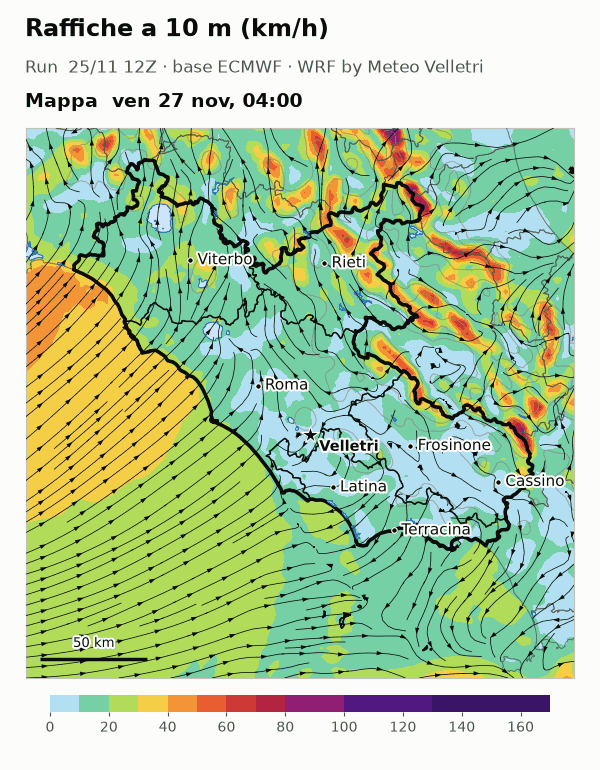 Raffiche a 10 m (km/h)
Run  25/11 12Z · base ECMWF · WRF by Meteo Velletri
Mappa  ven 27 nov, 04:00
Viterbo
Rieti
Roma
Velletri
Frosinone
Cassino
Latina
Terracina
50 km
0 20 40 60 80 100 120 140 160